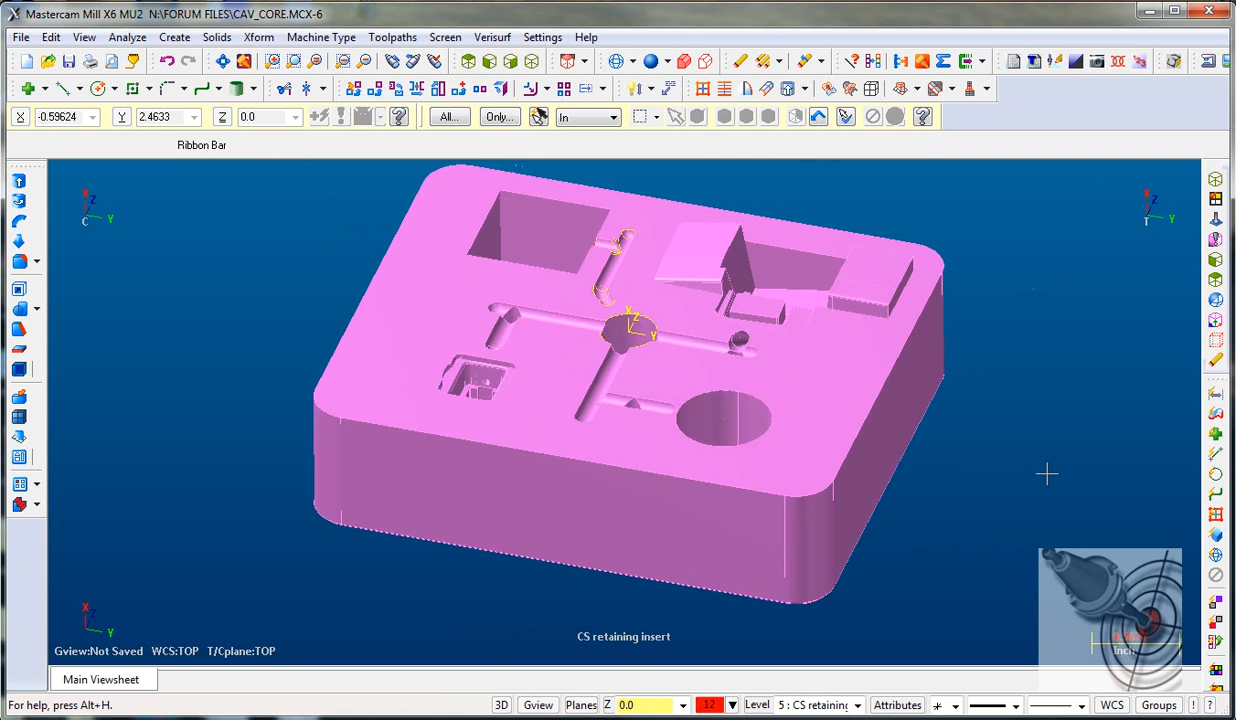 Mastercam Mill X6 MU2 N:\FORUM FILES\CAV_CORE.MCX-6
File Edit View Analyze Create Solids Xform Machine Type Toolpaths Screen Verisurf Settings Help
X -0.59624 Y 2.4633 Z 0.0 All... Only... In
Ribbon Bar
X Z Y C
X Z Y T
X Z Y
X Z Y
CS retaining insert
Gview:Not Saved WCS:TOP T/Cplane:TOP
Inch
Main Viewsheet
For help, press Alt+H. 3D Gview Planes Z 0.0 12 Level 5 : CS retaining Attributes WCS Groups ! ?